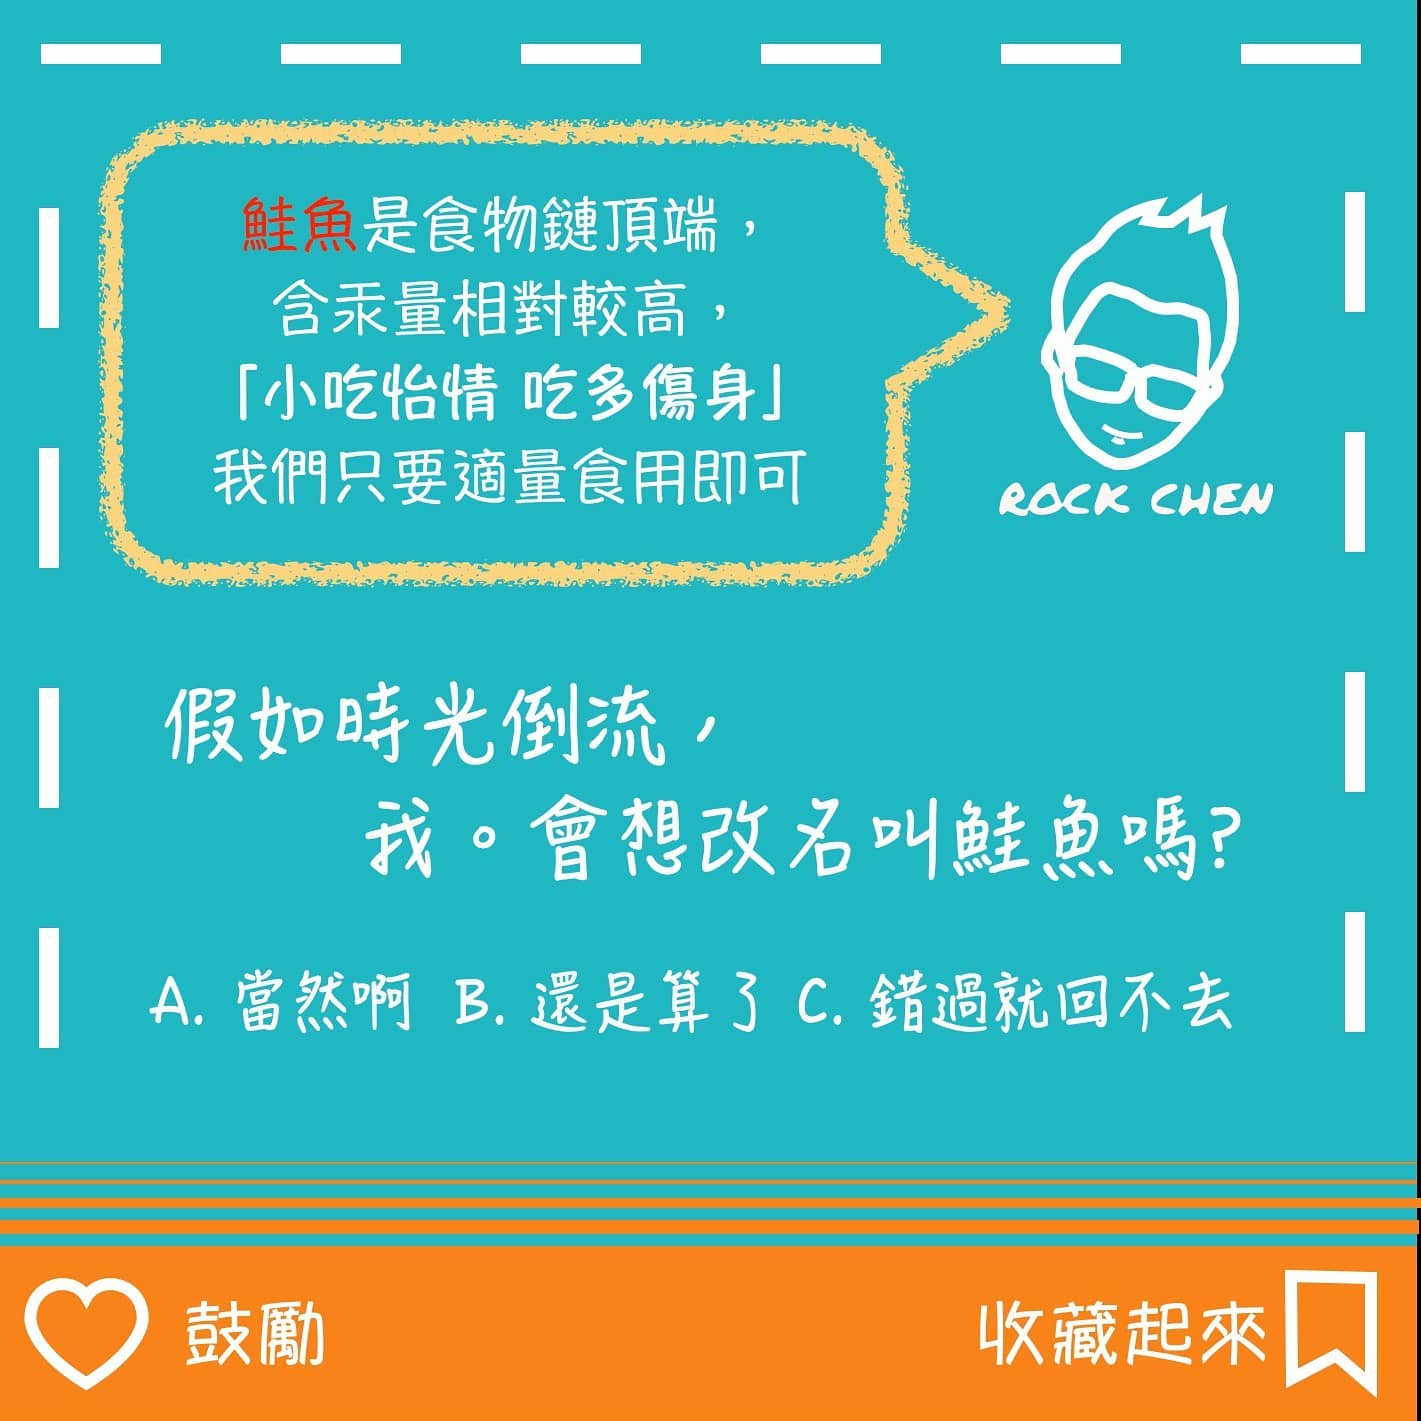 鮭魚是食物鏈頂端，
含汞量相對較高，
「小吃怡情 吃多傷身」
我們只要適量食用即可
ROCK CHEN
假如時光倒流，
我。會想改名叫鮭魚嗎?
A. 當然啊 B. 還是算了 C. 錯過就回不去
鼓勵
收藏起來